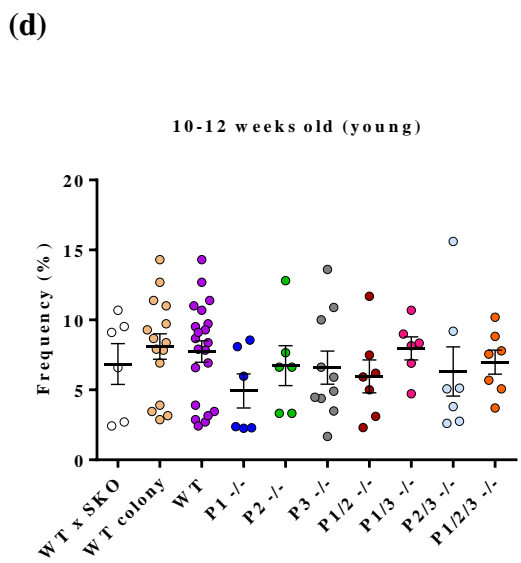 (d)
10-12 weeks old (young)
Frequency (%)
20
15
10
5
0
WT x SKO
WT colony
WT
P1 -/-
P2 -/-
P3 -/-
P1/2 -/-
P1/3 -/-
P2/3 -/-
P1/2/3 -/-